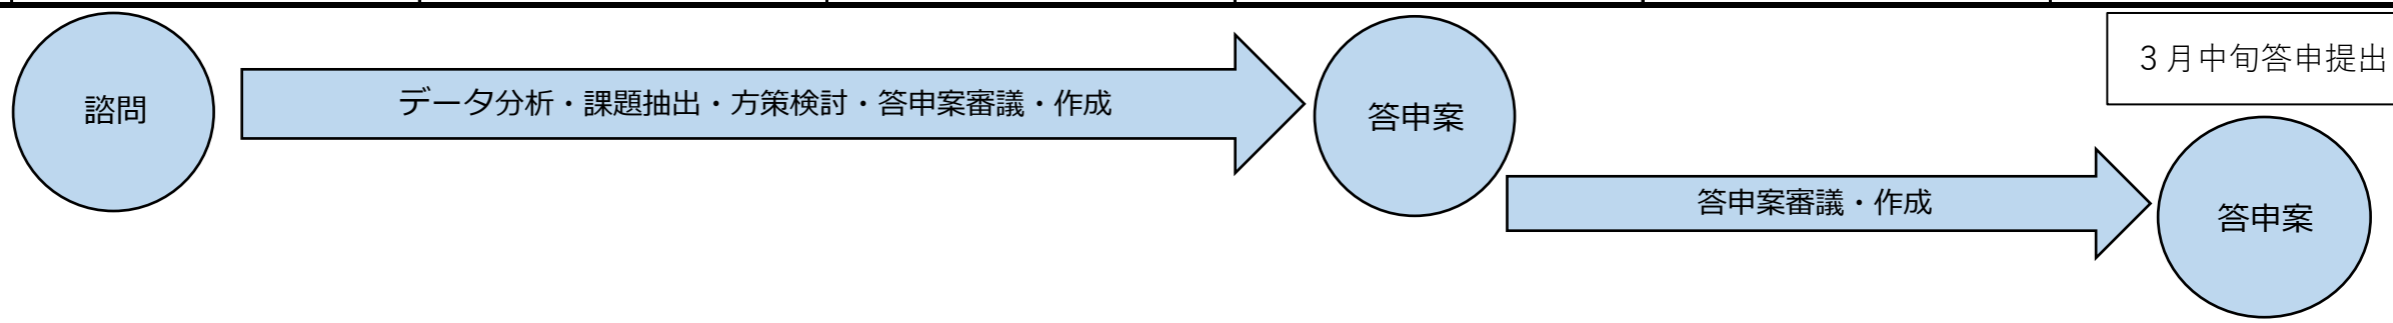 諮問
データ分析・課題抽出・方策検討・答申案審議・作成
答申案
3月中旬答申提出
答申案審議・作成
答申案